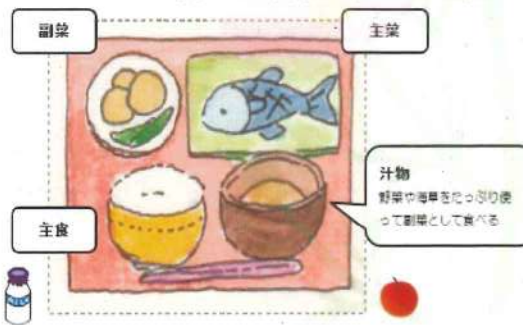 副菜
主菜
汁物
野菜や海草をたっぷり使
って副菜として食べる
主食